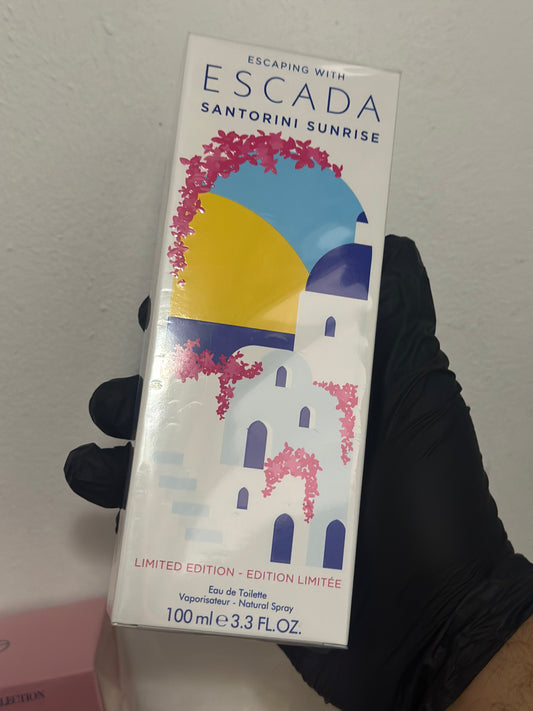 ESCAPING WITH
ESCADA
SANTORINI SUNRISE
LIMITED EDITION - EDITION LIMITÉE
Eau de Toilette
Vaporisateur - Natural Spray
100 ml e 3.3 FL.OZ.